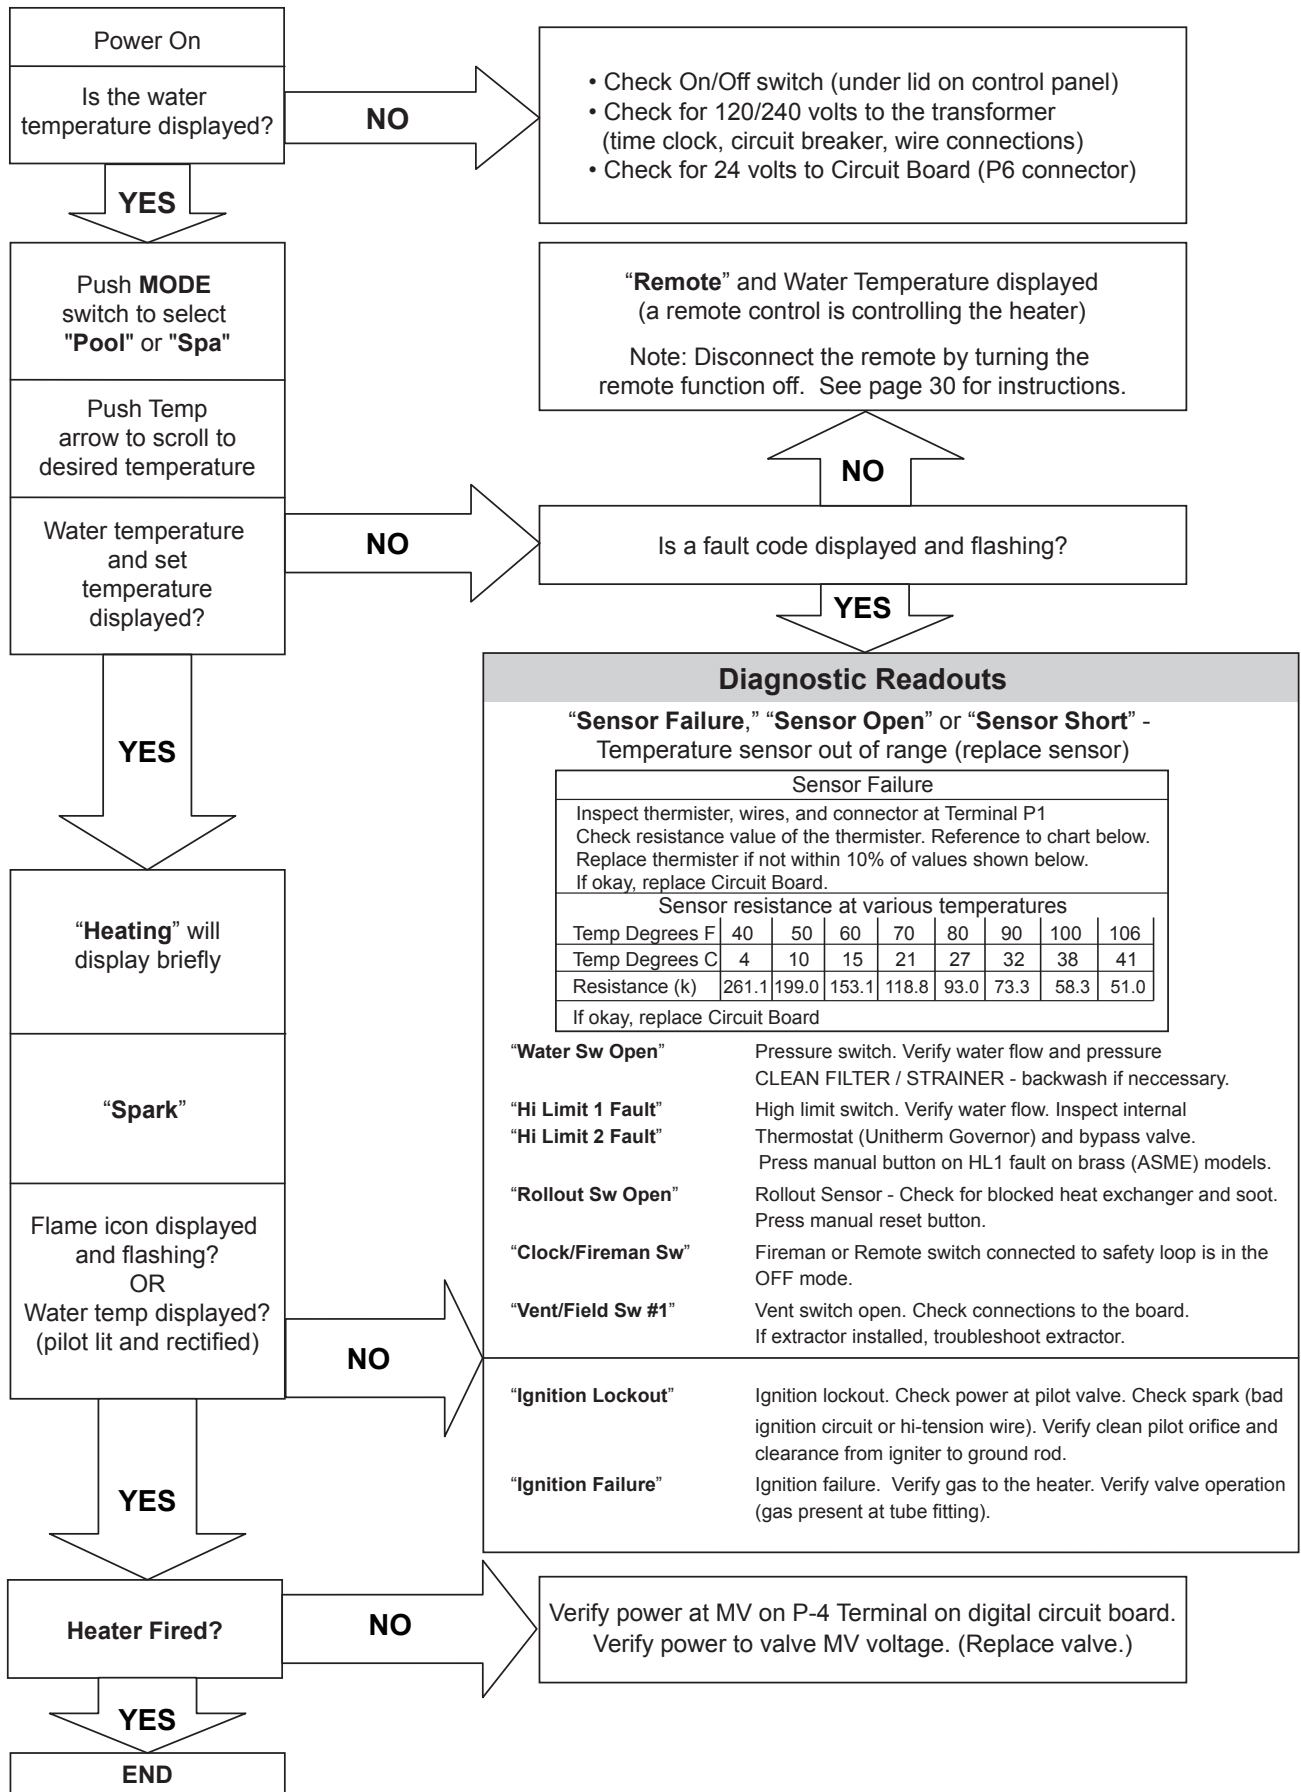 Power On
Is the water
temperature displayed?
NO
• Check On/Off switch (under lid on control panel)
• Check for 120/240 volts to the transformer
(time clock, circuit breaker, wire connections)
• Check for 24 volts to Circuit Board (P6 connector)
YES
Push MODE
switch to select
"Pool" or "Spa"
Push Temp
arrow to scroll to
desired temperature
Water temperature
and set
temperature
displayed?
NO
Is a fault code displayed and flashing?
NO
“Remote” and Water Temperature displayed
(a remote control is controlling the heater)
Note: Disconnect the remote by turning the
remote function off.  See page 30 for instructions.
YES
Diagnostic Readouts
“Sensor Failure,” “Sensor Open” or “Sensor Short” -
Temperature sensor out of range (replace sensor)
Sensor Failure
Inspect thermister, wires, and connector at Terminal P1
Check resistance value of the thermister. Reference to chart below.
Replace thermister if not within 10% of values shown below.
If okay, replace Circuit Board.
Sensor resistance at various temperatures
Temp Degrees F 40 50 60 70 80 90 100 106
Temp Degrees C 4 10 15 21 27 32 38 41
Resistance (k) 261.1 199.0 153.1 118.8 93.0 73.3 58.3 51.0
If okay, replace Circuit Board
“Water Sw Open” Pressure switch. Verify water flow and pressure
CLEAN FILTER / STRAINER - backwash if neccessary.
“Hi Limit 1 Fault” High limit switch. Verify water flow. Inspect internal
“Hi Limit 2 Fault” Thermostat (Unitherm Governor) and bypass valve.
Press manual button on HL1 fault on brass (ASME) models.
“Rollout Sw Open” Rollout Sensor - Check for blocked heat exchanger and soot.
Press manual reset button.
“Clock/Fireman Sw” Fireman or Remote switch connected to safety loop is in the
OFF mode.
“Vent/Field Sw #1” Vent switch open. Check connections to the board.
If extractor installed, troubleshoot extractor.
“Ignition Lockout” Ignition lockout. Check power at pilot valve. Check spark (bad
ignition circuit or hi-tension wire). Verify clean pilot orifice and
clearance from igniter to ground rod.
“Ignition Failure” Ignition failure.  Verify gas to the heater. Verify valve operation
(gas present at tube fitting).
YES
“Heating” will
display briefly
“Spark”
Flame icon displayed
and flashing?
OR
Water temp displayed?
(pilot lit and rectified)
NO
YES
Heater Fired?
NO
Verify power at MV on P-4 Terminal on digital circuit board.
Verify power to valve MV voltage. (Replace valve.)
YES
END